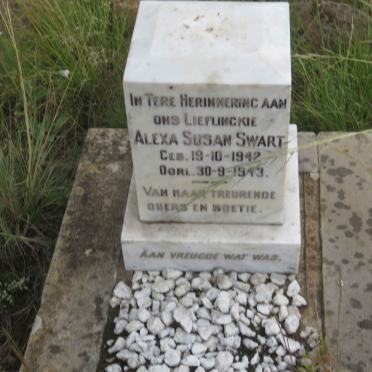 IN TERE HERINNERING AAN
ONS LIEFLINGKIE
ALEXA SUSAN SWART
GEB. 19-10-1942
OORL. 30-9-1943.
VAN HAAR TREURENDE
OUERS EN BOETIE.
AAN VREUGDE WAT WAS.